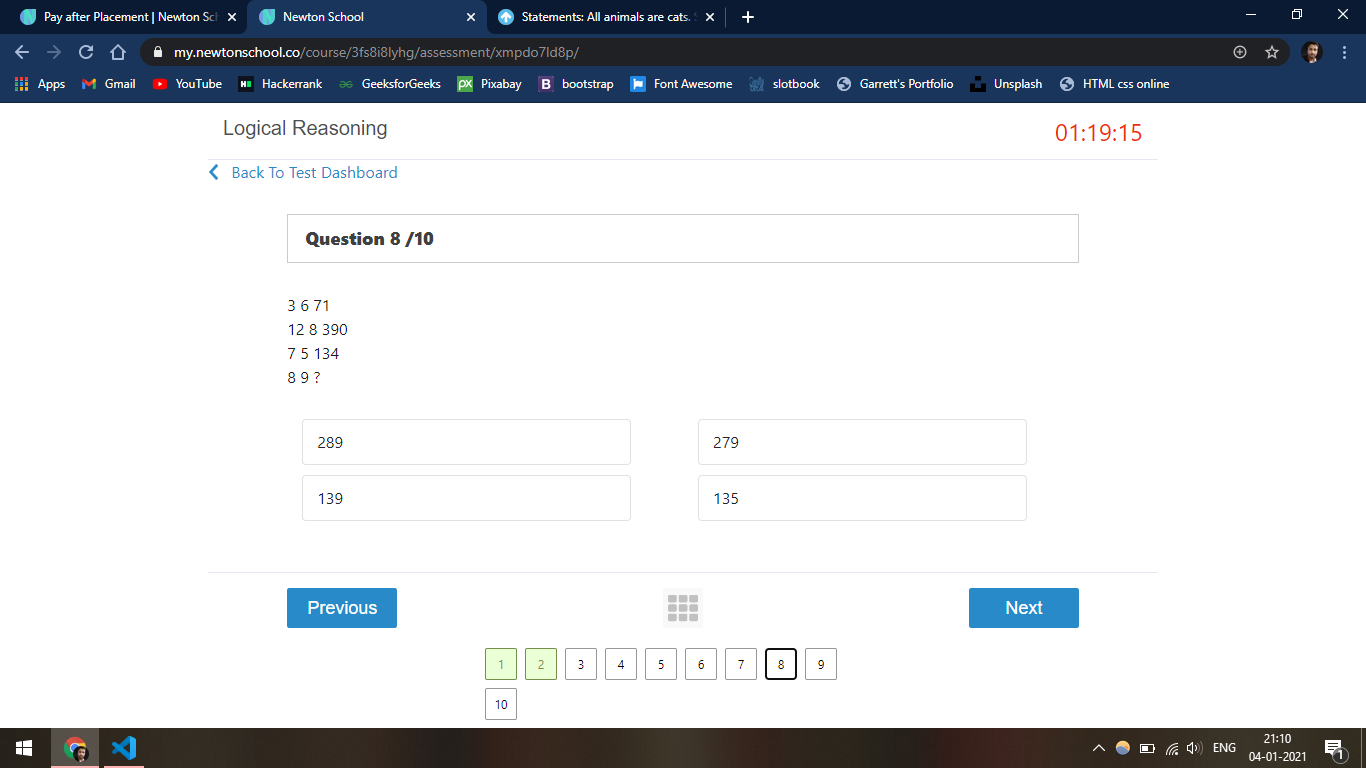 Pay after Placement | Newton Sch
Newton School
Statements: All animals are cats. S
my.newtonschool.co/course/3fs8i8lyhg/assessment/xmpdo7ld8p/
Apps Gmail YouTube Hackerrank GeeksforGeeks Pixabay bootstrap Font Awesome slotbook Garrett's Portfolio Unsplash HTML css online
Logical Reasoning
01:19:15
Back To Test Dashboard
Question 8 /10
3 6 71
12 8 390
7 5 134
8 9 ?
289 279
139 135
Previous Next
1 2 3 4 5 6 7 8 9
10
ENG
21:10
04-01-2021
1